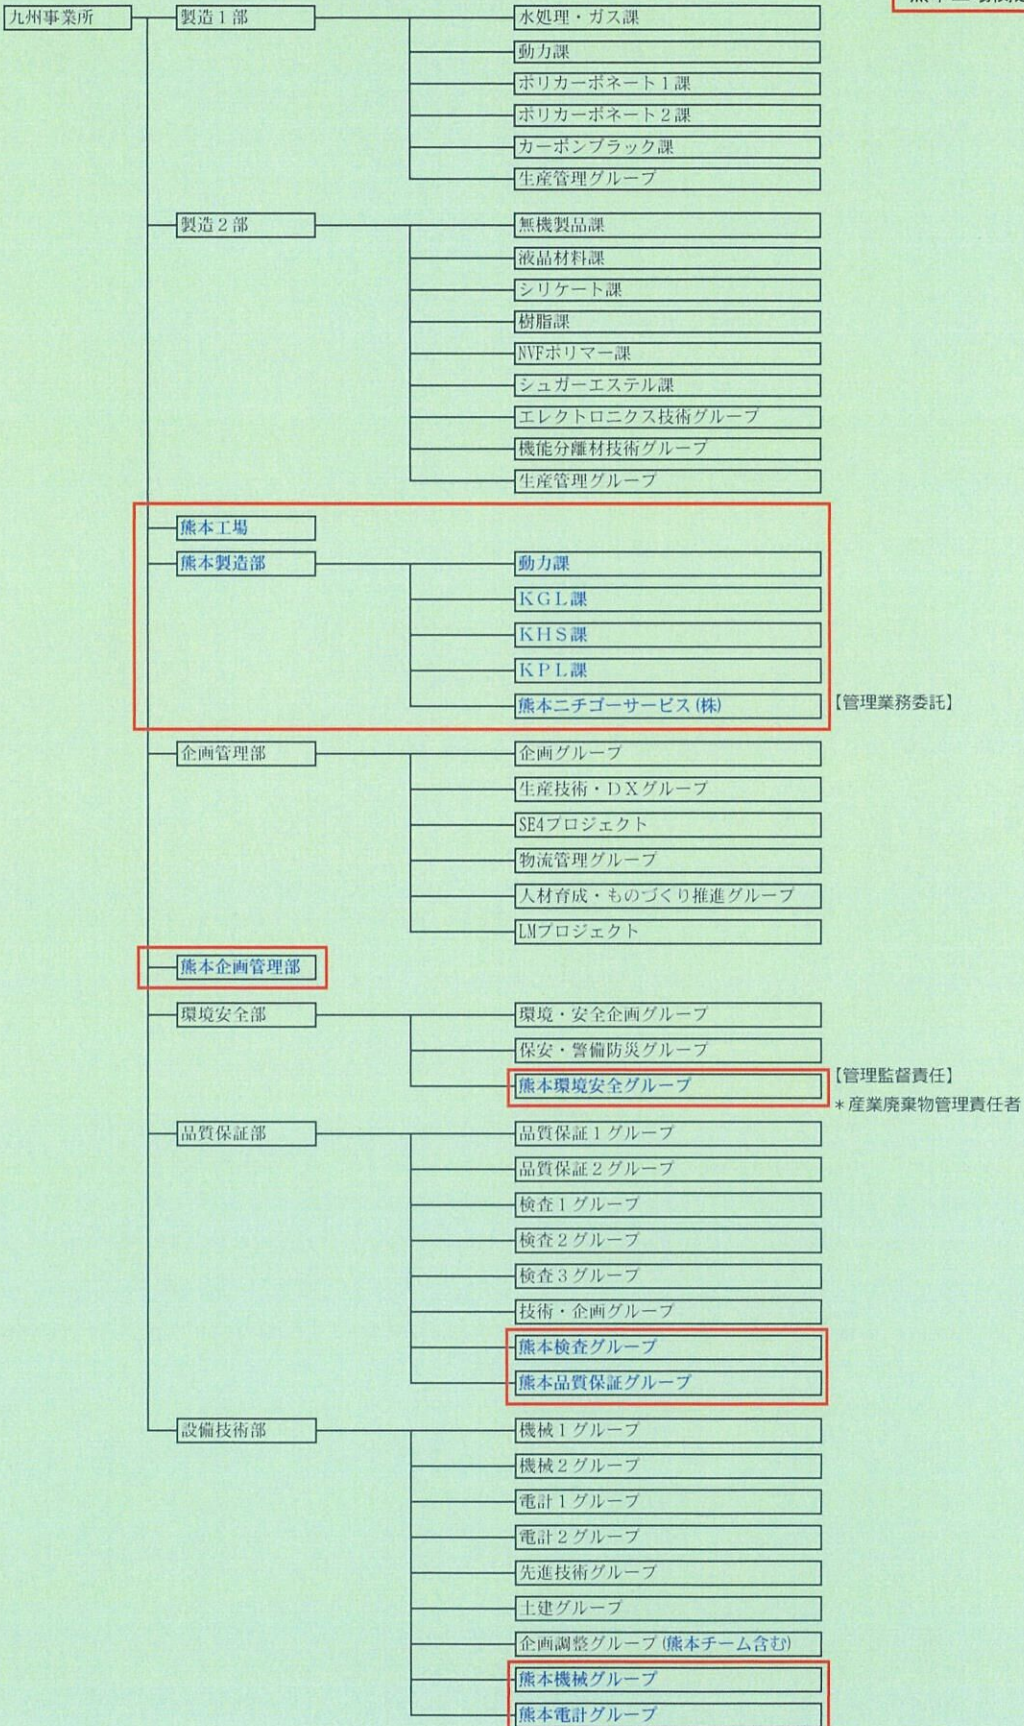 九州事業所
製造1部
水処理・ガス課
動力課
ポリカーボネート1課
ポリカーボネート2課
カーボンブラック課
生産管理グループ
製造2部
無機製品課
液晶材料課
シリケート課
樹脂課
NVFポリマー課
シュガーエステル課
エレクトロニクス技術グループ
機能分離材技術グループ
生産管理グループ
熊本工場
熊本製造部
動力課
KGL課
KHS課
KPL課
熊本ニチゴーサービス(株)
【管理業務委託】
企画管理部
企画グループ
生産技術・DXグループ
SE4プロジェクト
物流管理グループ
人材育成・ものづくり推進グループ
LMプロジェクト
熊本企画管理部
環境安全部
環境・安全企画グループ
保安・警備防災グループ
熊本環境安全グループ
【管理監督責任】
*産業廃棄物管理責任者
品質保証部
品質保証1グループ
品質保証2グループ
検査1グループ
検査2グループ
検査3グループ
技術・企画グループ
熊本検査グループ
熊本品質保証グループ
設備技術部
機械1グループ
機械2グループ
電計1グループ
電計2グループ
先進技術グループ
土建グループ
企画調整グループ(熊本チーム含む)
熊本機械グループ
熊本電計グループ